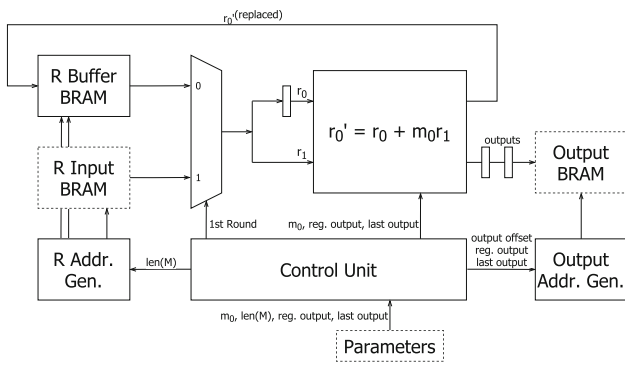 r₀'(replaced)
R Buffer
BRAM
0
r₀
r₀' = r₀ + m₀r₁
outputs
R Input
BRAM
1
r₁
Output
BRAM
1st Round
m₀, reg. output, last output
R Addr.
Gen.
len(M)
Control Unit
output offset
reg. output
last output
Output
Addr. Gen.
m₀, len(M), reg. output, last output
Parameters